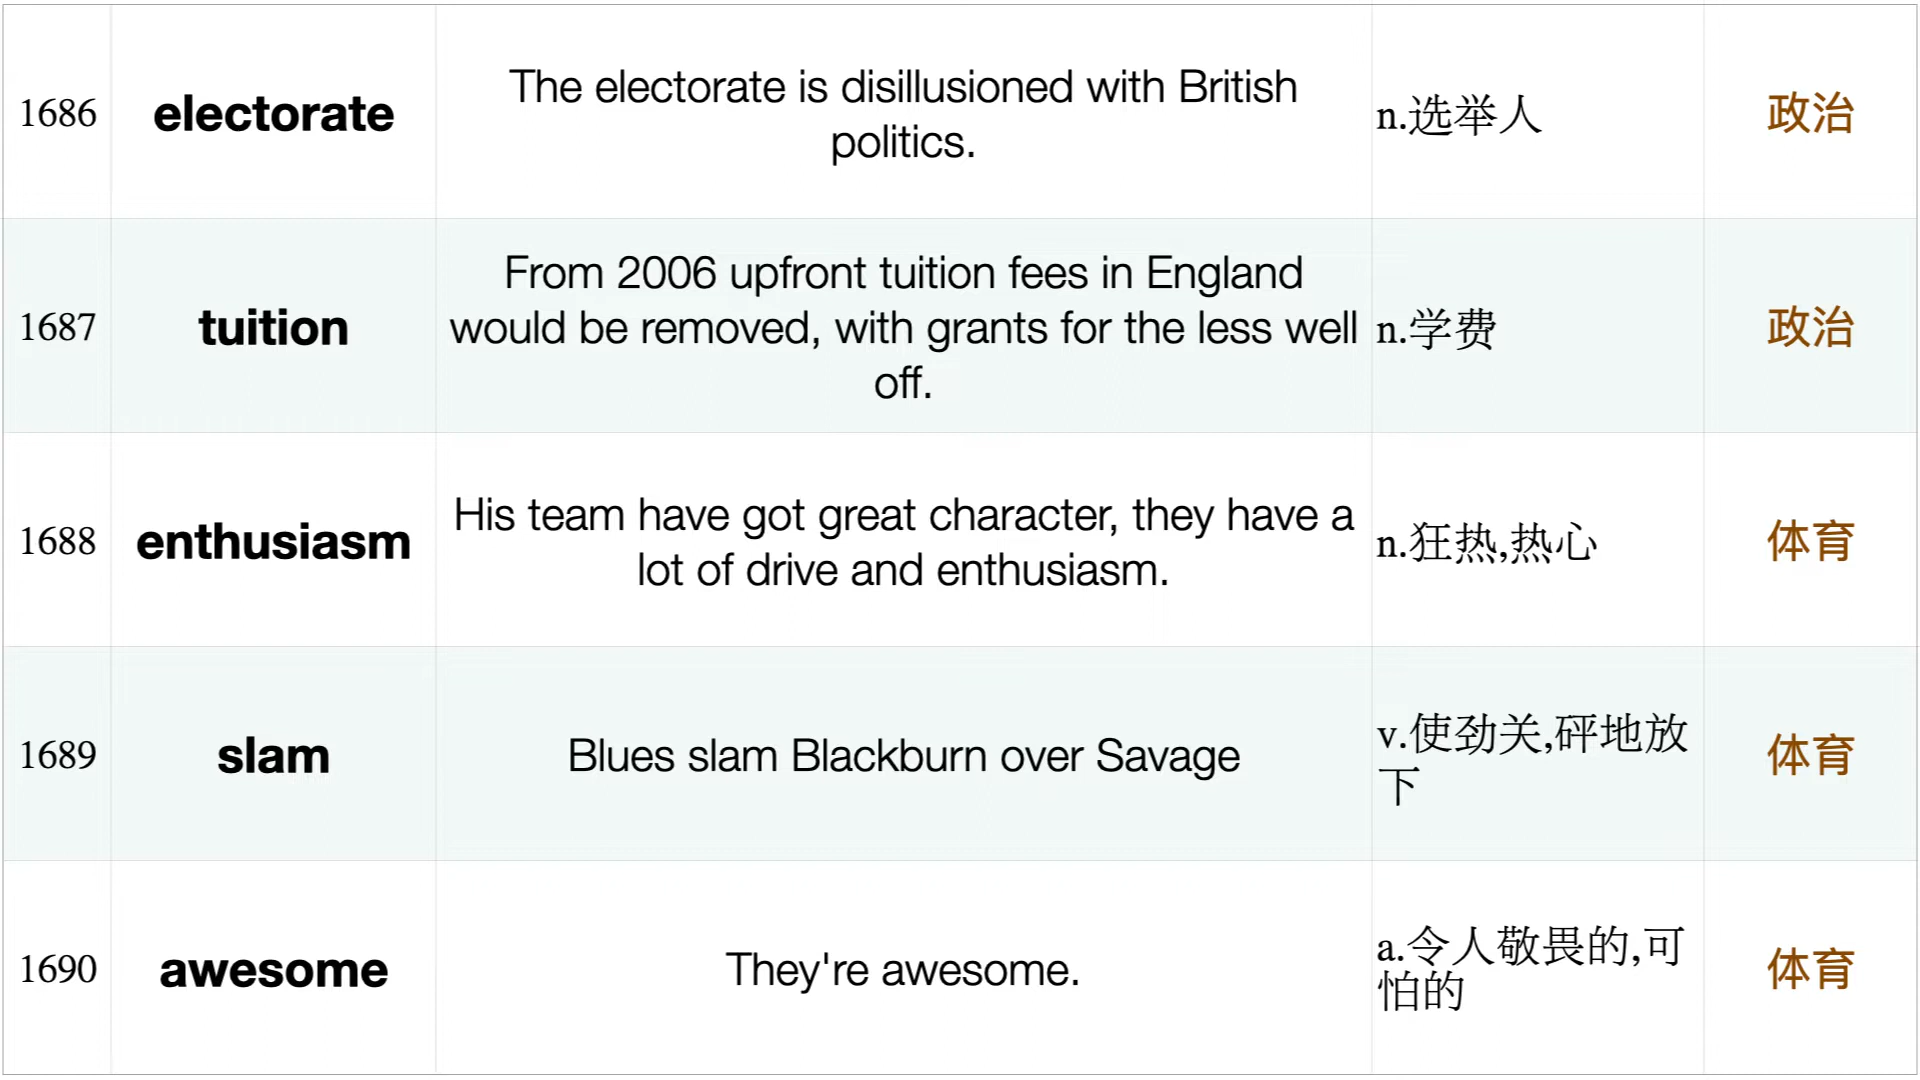 1686
electorate
The electorate is disillusioned with British
politics.
n.选举人
政治
1687
tuition
From 2006 upfront tuition fees in England
would be removed, with grants for the less well
off.
n.学费
政治
1688
enthusiasm
His team have got great character, they have a
lot of drive and enthusiasm.
n.狂热,热心
体育
1689
slam
Blues slam Blackburn over Savage
v.使劲关,砰地放
下
体育
1690
awesome
They're awesome.
a.令人敬畏的,可
怕的
体育